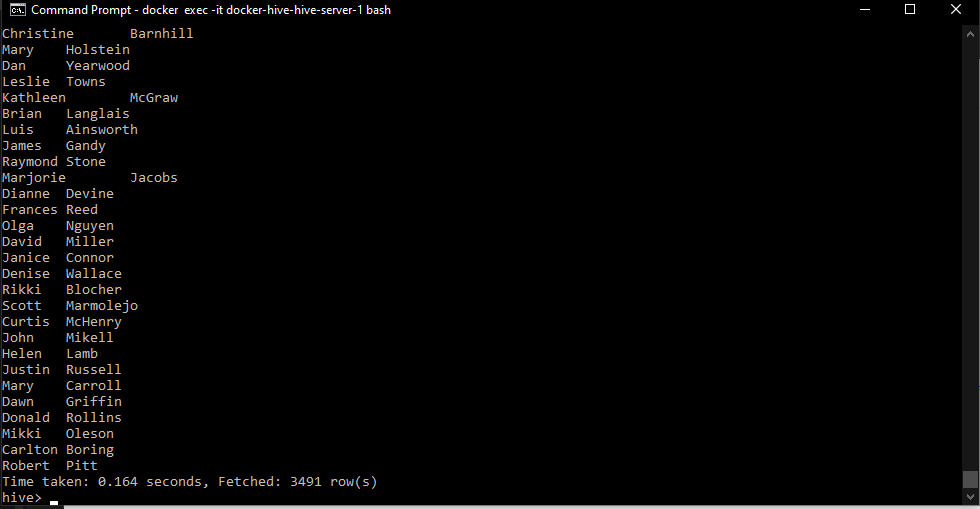 Command Prompt - docker exec -it docker-hive-hive-server-1 bash
Christine       Barnhill
Mary    Holstein
Dan     Yearwood
Leslie  Towns
Kathleen        McGraw
Brian   Langlais
Luis    Ainsworth
James   Gandy
Raymond Stone
Marjorie        Jacobs
Dianne  Devine
Frances Reed
Olga    Nguyen
David   Miller
Janice  Connor
Denise  Wallace
Rikki   Blocher
Scott   Marmolejo
Curtis  McHenry
John    Mikell
Helen   Lamb
Justin  Russell
Mary    Carroll
Dawn    Griffin
Donald  Rollins
Mikki   Oleson
Carlton Boring
Robert  Pitt
Time taken: 0.164 seconds, Fetched: 3491 row(s)
hive>